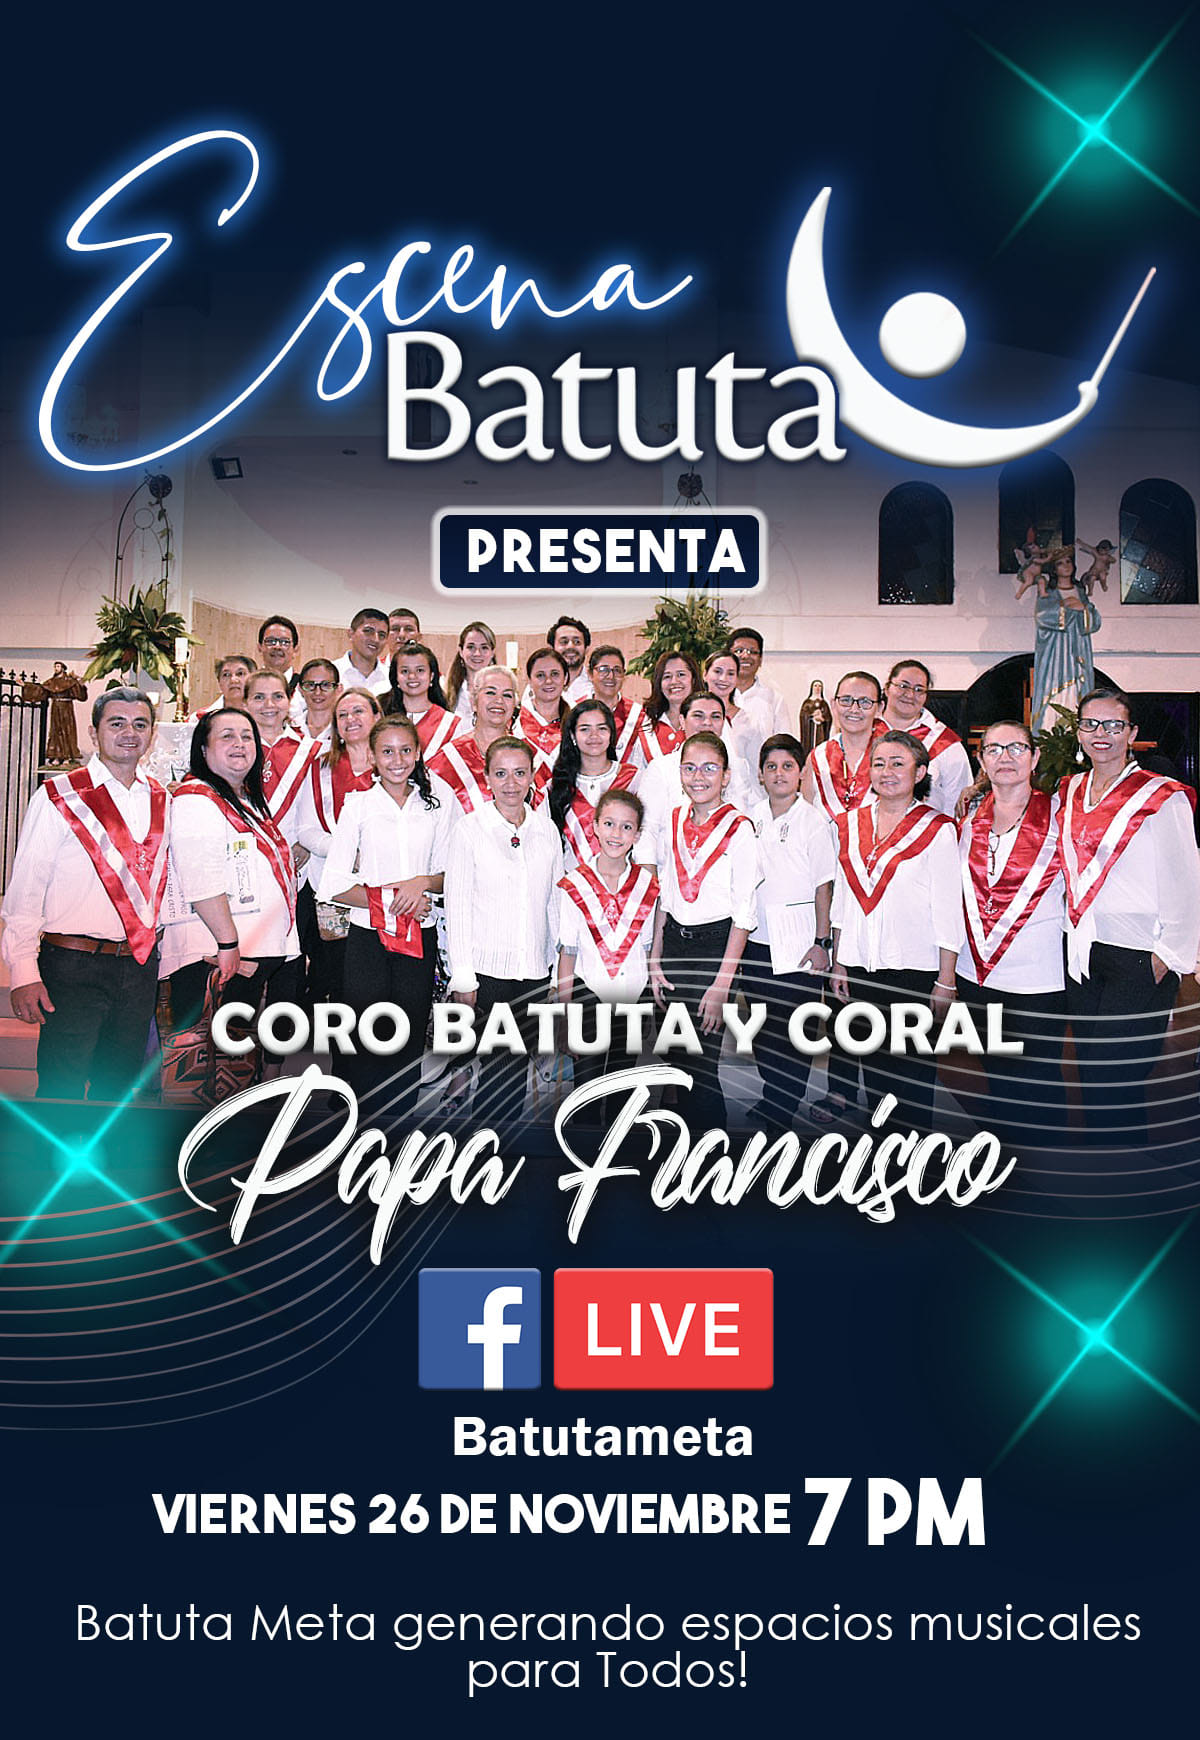 Escena
Batuta
PRESENTA
CORO BATUTA Y CORAL
Papa Francisco
f LIVE
Batutameta
VIERNES 26 DE NOVIEMBRE 7 PM
Batuta Meta generando espacios musicales
para Todos!